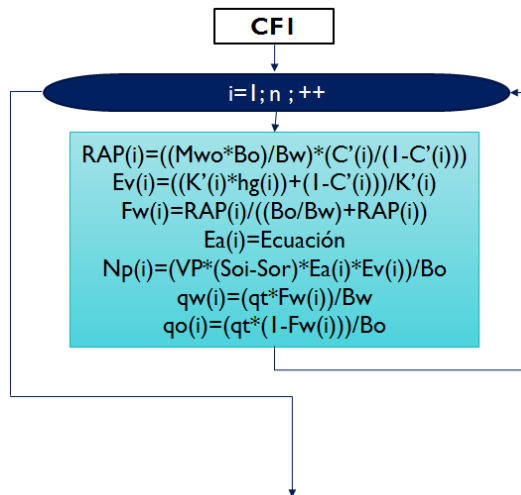 CF1
i=1; n ; ++
RAP(i)=((Mwo*Bo)/Bw)*(C'(i)/(1-C'(i)))
Ev(i)=((K'(i)*hg(i))+(1-C'(i)))/K'(i)
Fw(i)=RAP(i)/((Bo/Bw)+RAP(i))
Ea(i)=Ecuación
Np(i)=(VP*(Soi-Sor)*Ea(i)*Ev(i))/Bo
qw(i)=(qt*Fw(i))/Bw
qo(i)=(qt*(1-Fw(i)))/Bo